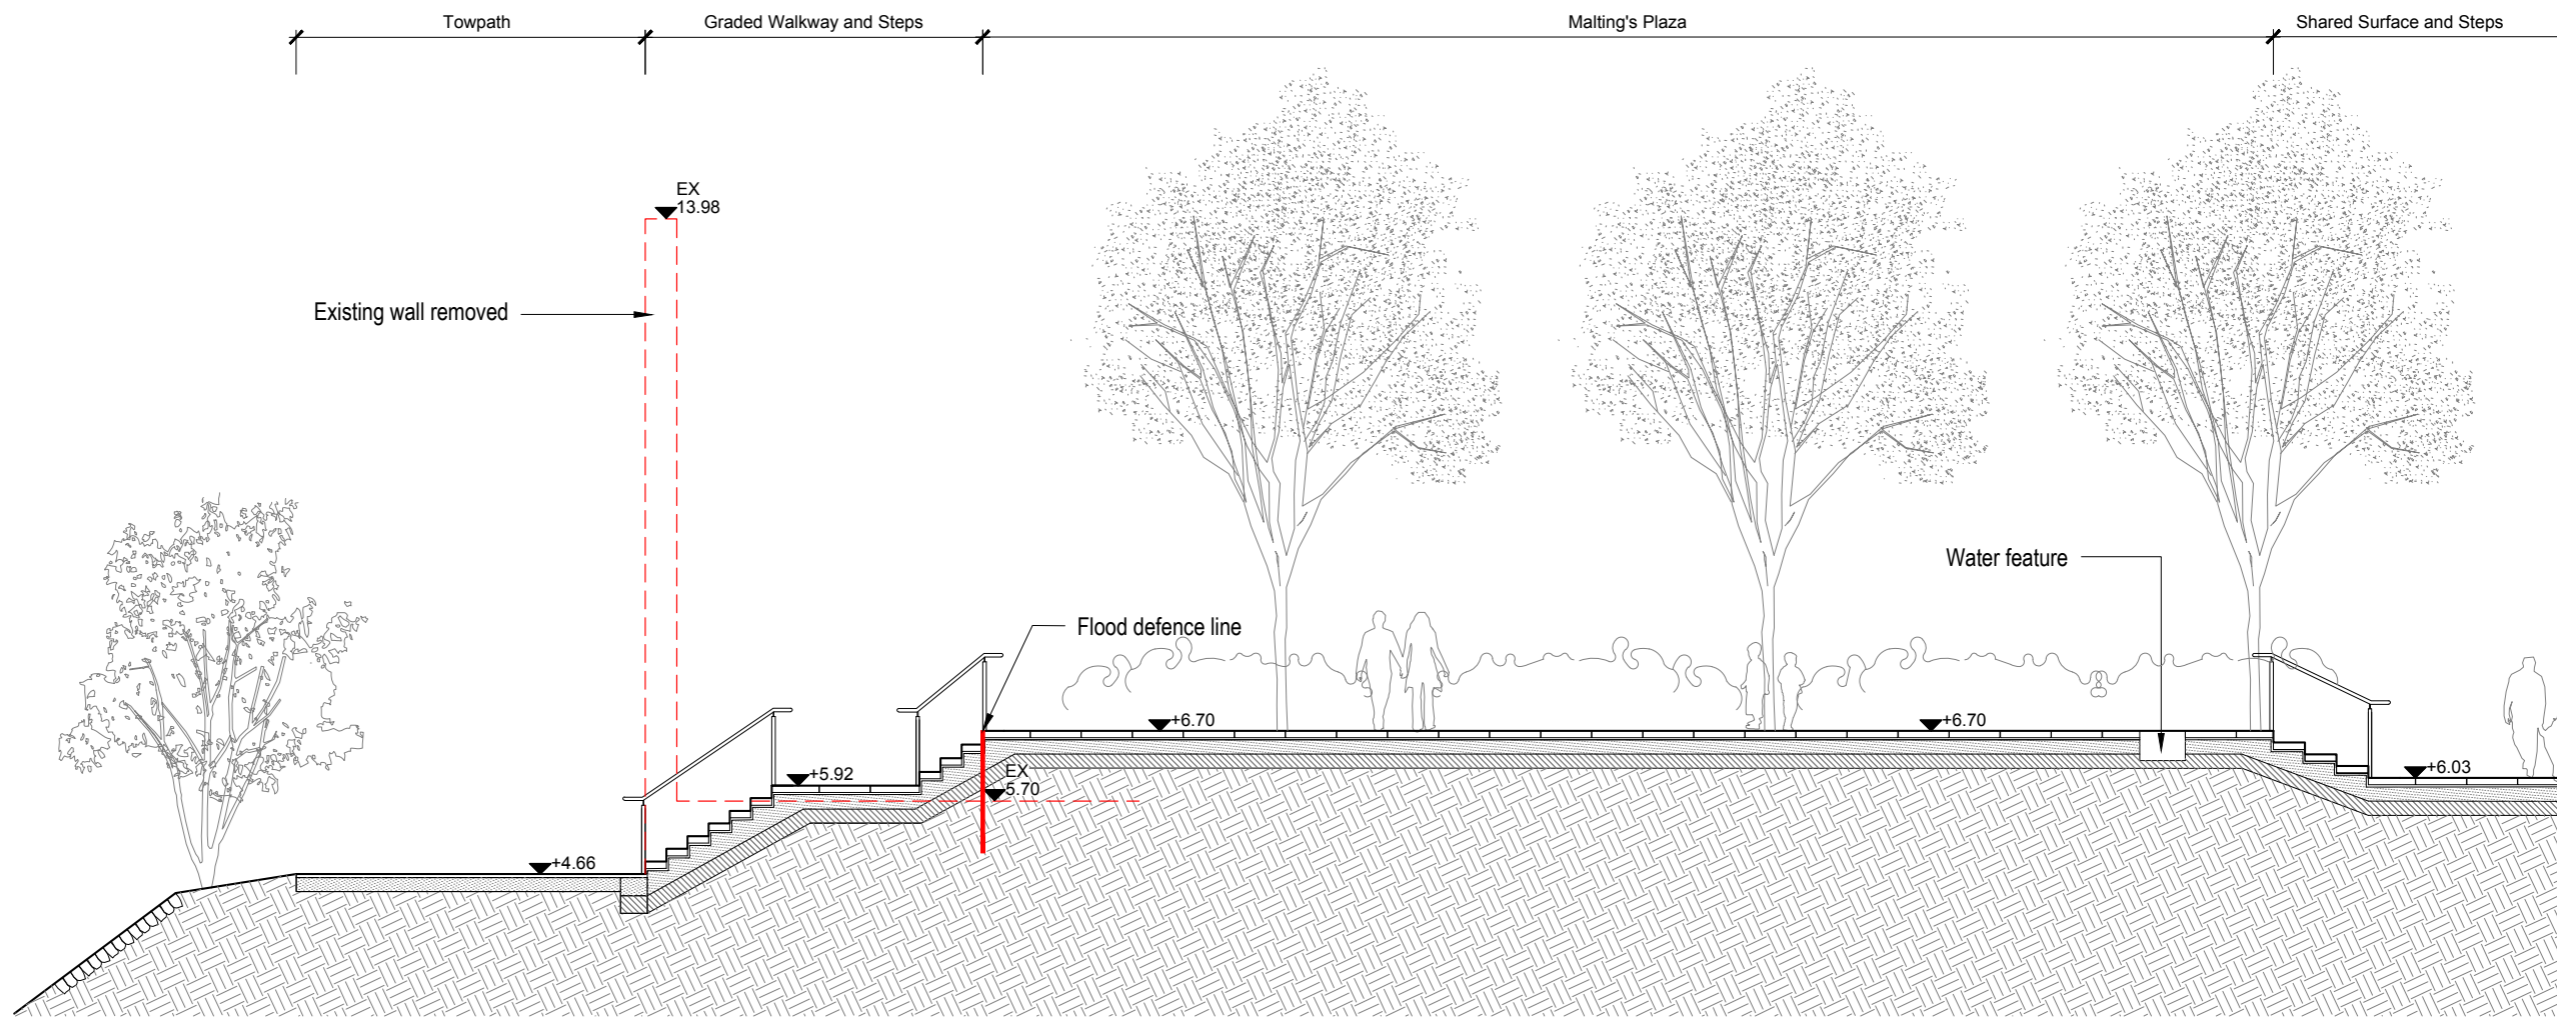 Towpath
Graded Walkway and Steps
Malting's Plaza
Shared Surface and Steps
EX
13.98
Existing wall removed
Water feature
Flood defence line
+6.70
+6.70
+5.92
EX
5.70
+6.03
+4.66